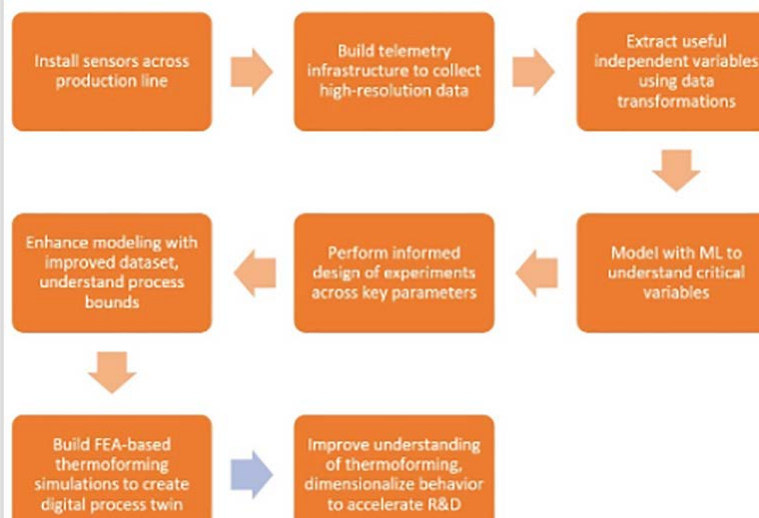 Install sensors across
production line
Build telemetry
infrastructure to collect
high-resolution data
Extract useful
independent variables
using data
transformations
Model with ML to
understand critical
variables
Perform informed
design of experiments
across key parameters
Enhance modeling with
improved dataset,
understand process
bounds
Build FEA-based
thermoforming
simulations to create
digital process twin
Improve understanding
of thermoforming,
dimensionalize behavior
to accelerate R&D